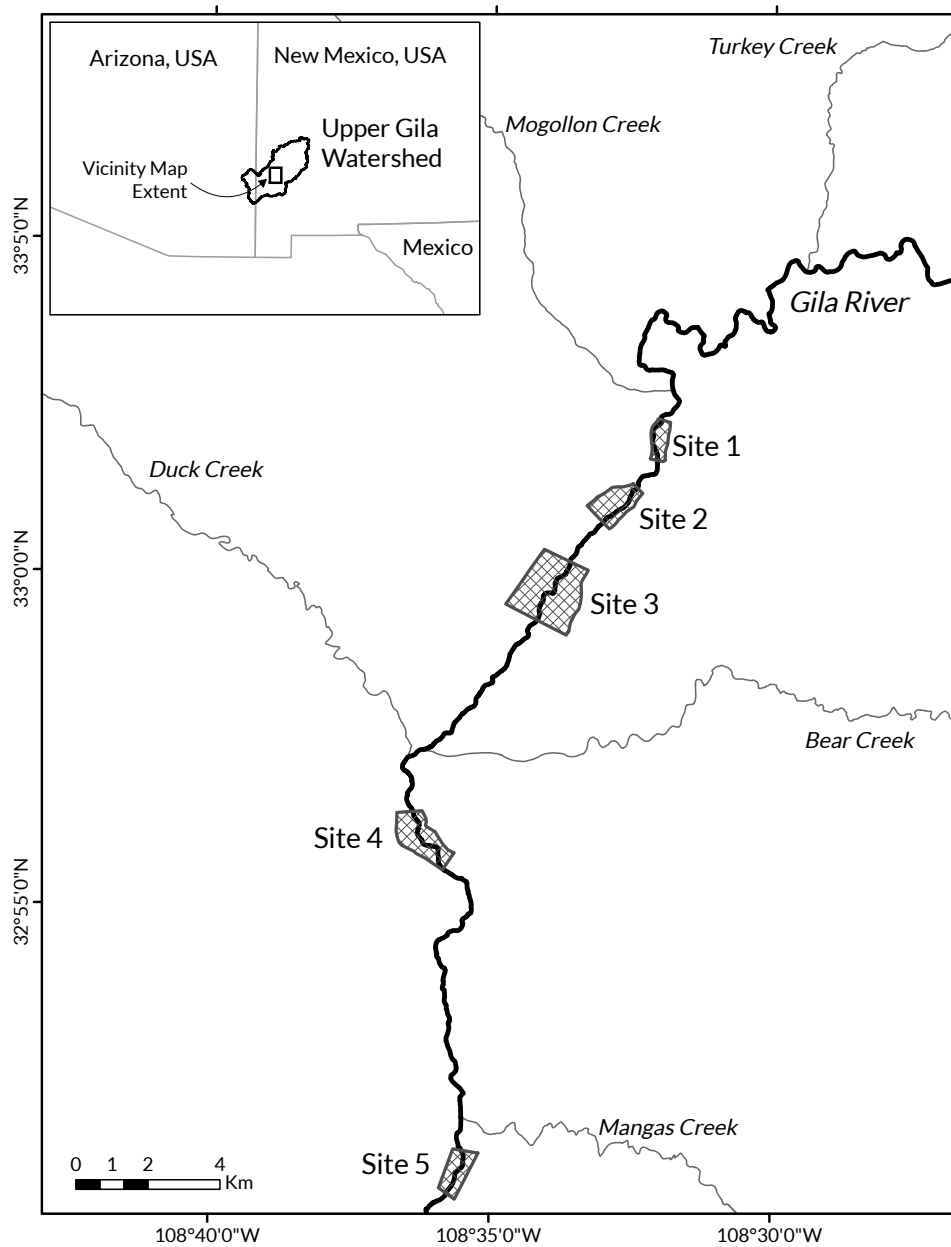 Arizona, USA
New Mexico, USA
Upper Gila
Watershed
Vicinity Map
Extent
Mexico
Turkey Creek
Mogollon Creek
33°5'0"N
Gila River
Site 1
Duck Creek
Site 2
33°0'0"N
Site 3
Bear Creek
Site 4
32°55'0"N
Mangas Creek
Site 5
0 1 2 4
Km
108°40'0"W 108°35'0"W 108°30'0"W